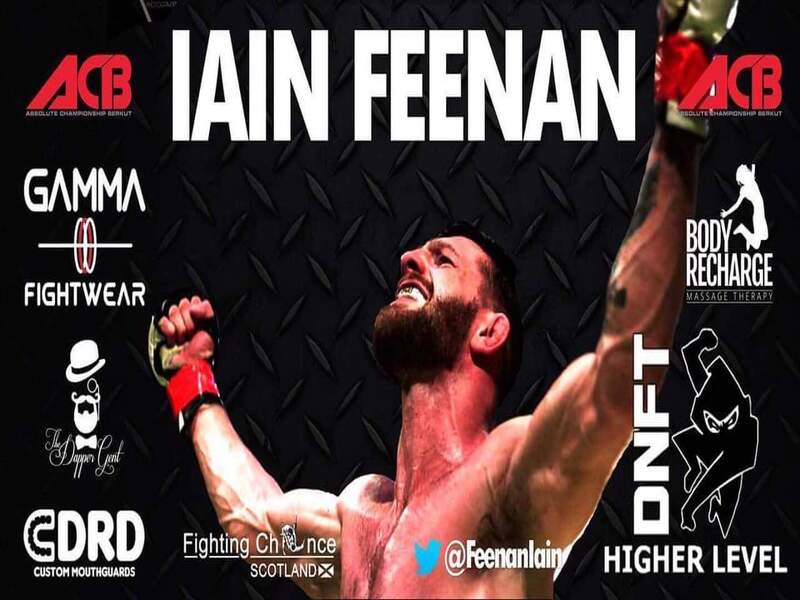 IAIN FEENAN
ACB
ABSOLUTE CHAMPIONSHIP BERKUT
ACB
ABSOLUTE CHAMPIONSHIP BERKUT
GAMMA
FIGHTWEAR
BODY
RECHARGE
MASSAGE THERAPY
The
Dapper Gent
DNFT
HIGHER LEVEL
CDRD
CUSTOM MOUTHGUARDS
Fighting Chance
SCOTLAND
@FeenanIain